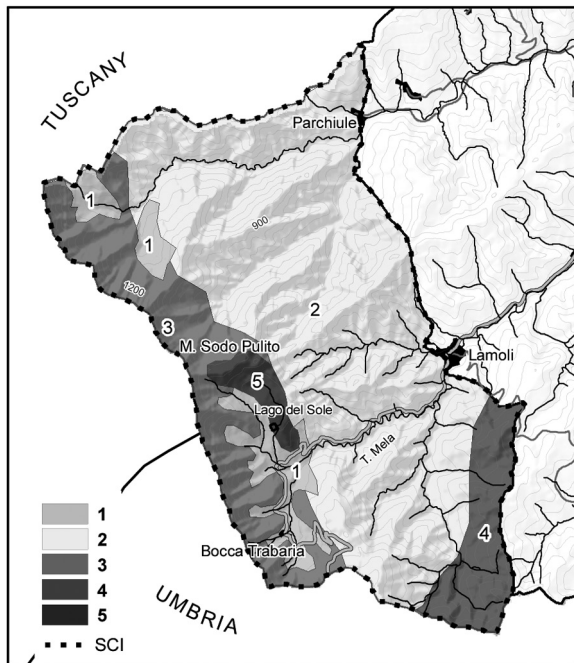 TUSCANY
Parchiule
1
1
900
1200
2
3
M. Sodo Pulito
Lamoli
5
Lago del Sole
T. Mela
1
4
Bocca Trabaria
UMBRIA
1
2
3
4
5
SCI